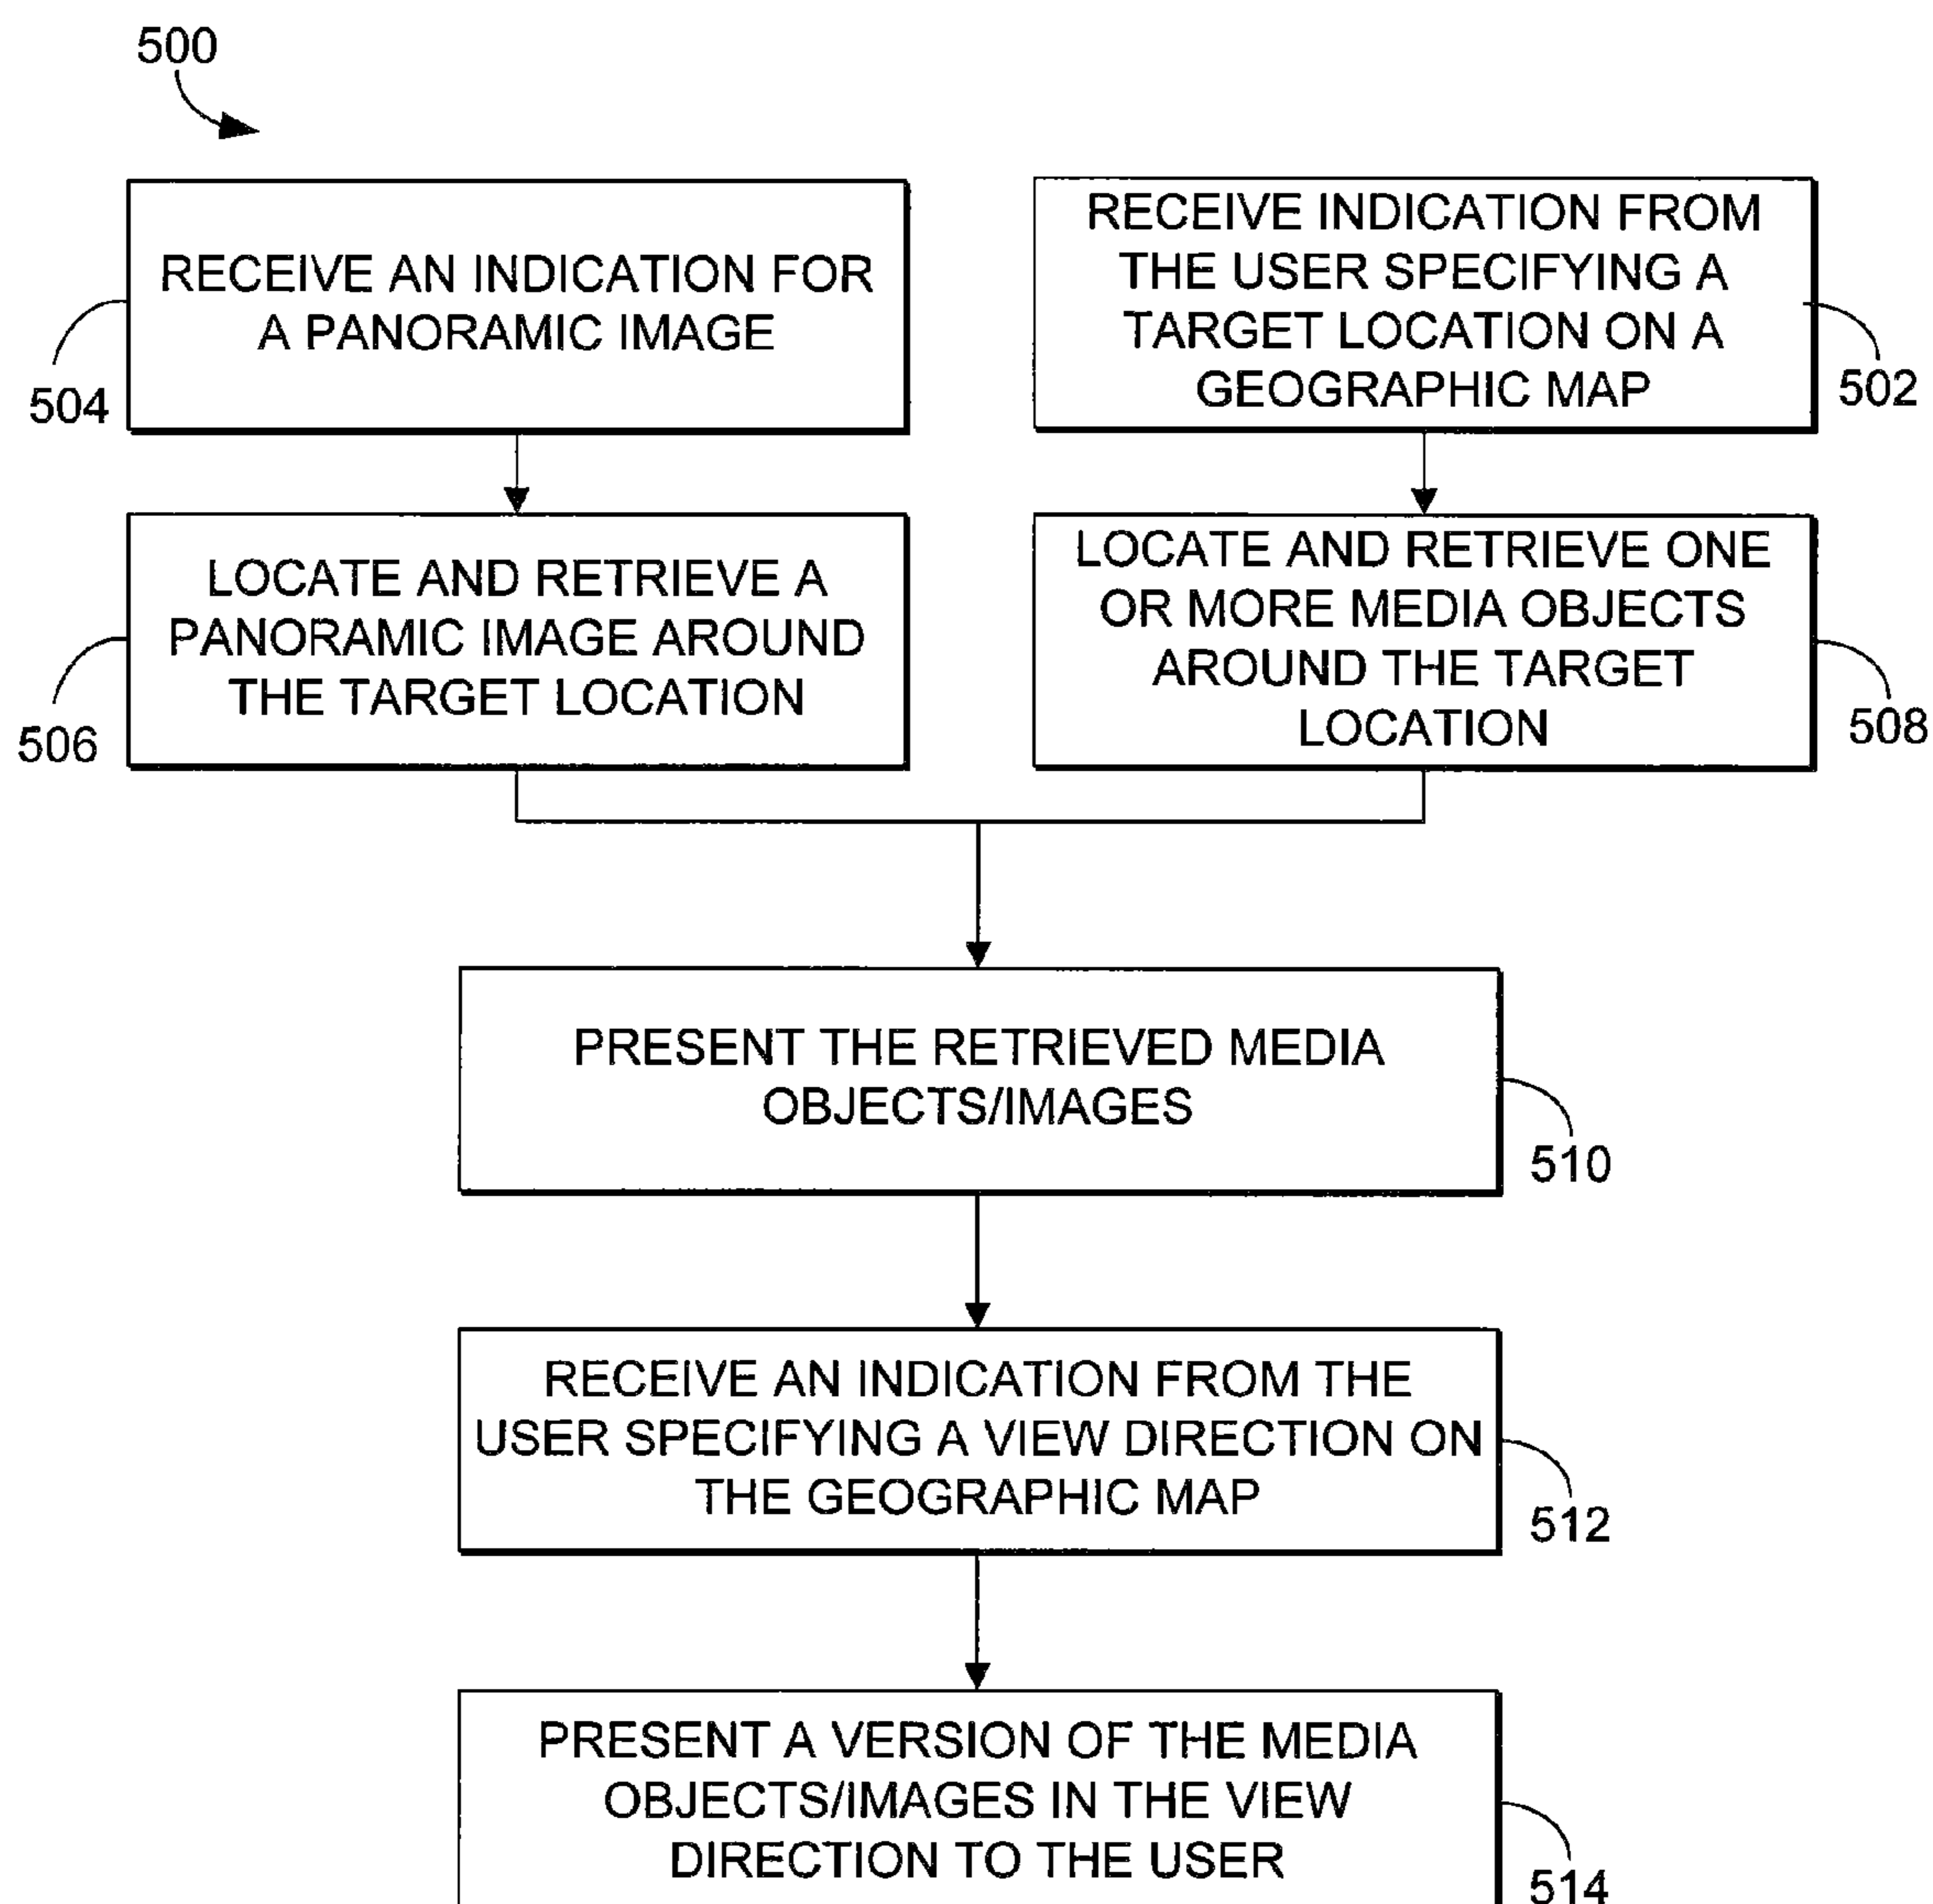 500
RECEIVE AN INDICATION FOR
A PANORAMIC IMAGE
504
RECEIVE INDICATION FROM
THE USER SPECIFYING A
TARGET LOCATION ON A
GEOGRAPHIC MAP
502
LOCATE AND RETRIEVE A
PANORAMIC IMAGE AROUND
THE TARGET LOCATION
506
LOCATE AND RETRIEVE ONE
OR MORE MEDIA OBJECTS
AROUND THE TARGET
LOCATION
508
PRESENT THE RETRIEVED MEDIA
OBJECTS/IMAGES
510
RECEIVE AN INDICATION FROM THE
USER SPECIFYING A VIEW DIRECTION ON
THE GEOGRAPHIC MAP
512
PRESENT A VERSION OF THE MEDIA
OBJECTS/IMAGES IN THE VIEW
DIRECTION TO THE USER
514